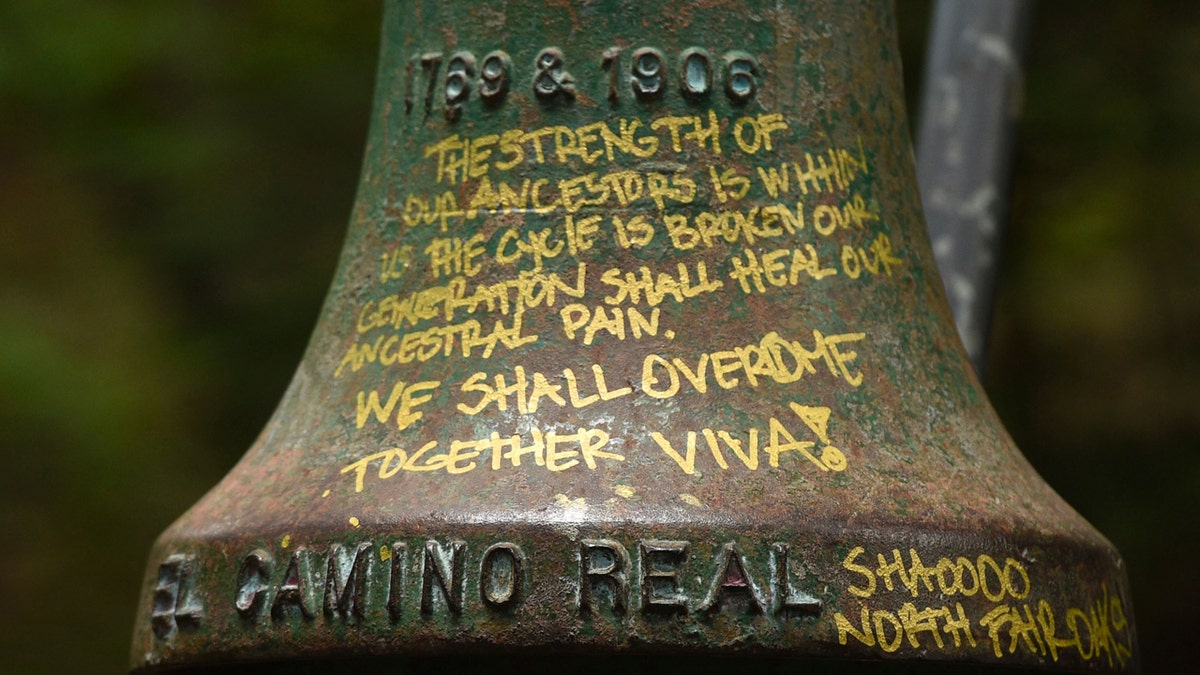 1769 & 1906
THE STRENGTH OF
OUR ANCESTORS IS WITHIN
US THE CYCLE IS BROKEN OUR
GENERATION SHALL HEAL OUR
ANCESTRAL PAIN.
WE SHALL OVERCOME
TOGETHER VIVA!
EL CAMINO REAL
SHAOOOO
NORTH FAIR OAKS